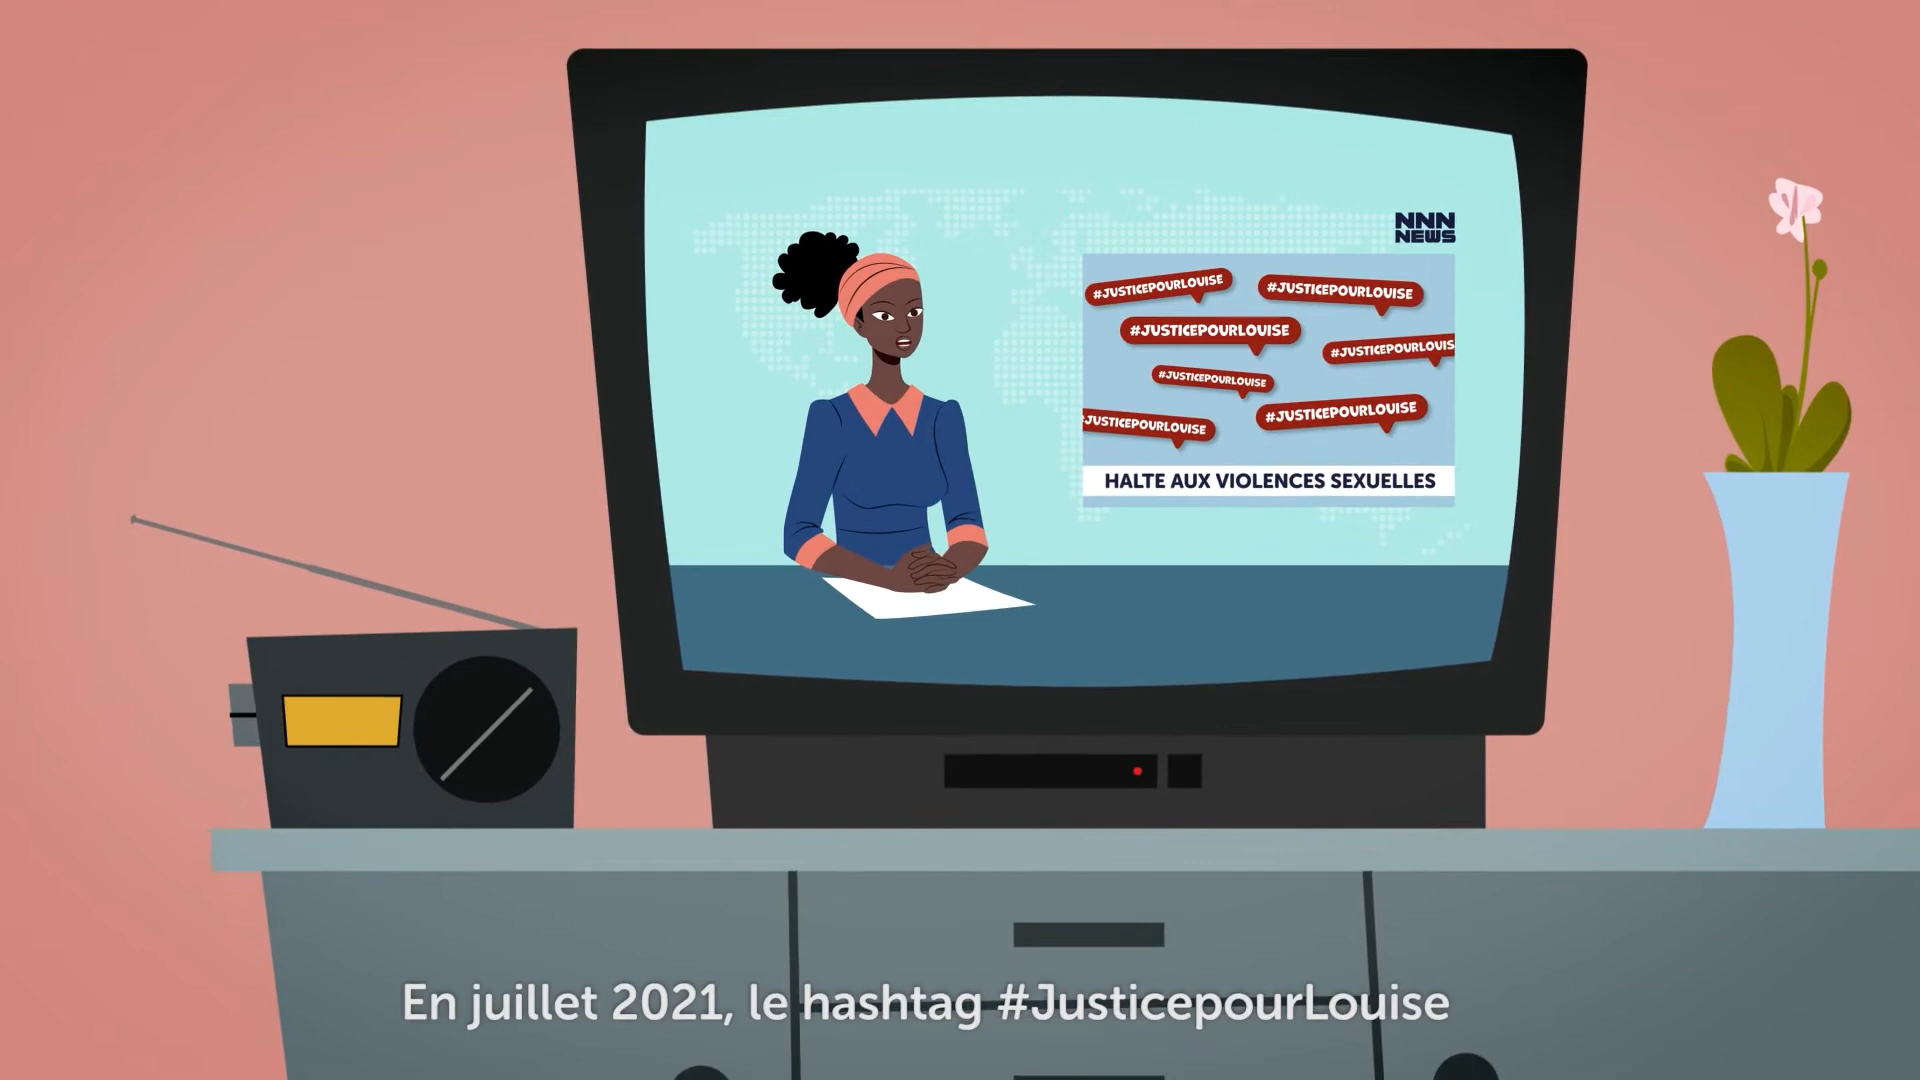 NNN
NEWS
#JUSTICEPOURLOUISE
#JUSTICEPOURLOUISE
#JUSTICEPOURLOUISE
#JUSTICEPOURLOUIS
#JUSTICEPOURLOUISE
#JUSTICEPOURLOUISE
JUSTICEPOURLOUISE
HALTE AUX VIOLENCES SEXUELLES
En juillet 2021, le hashtag #JusticepourLouise